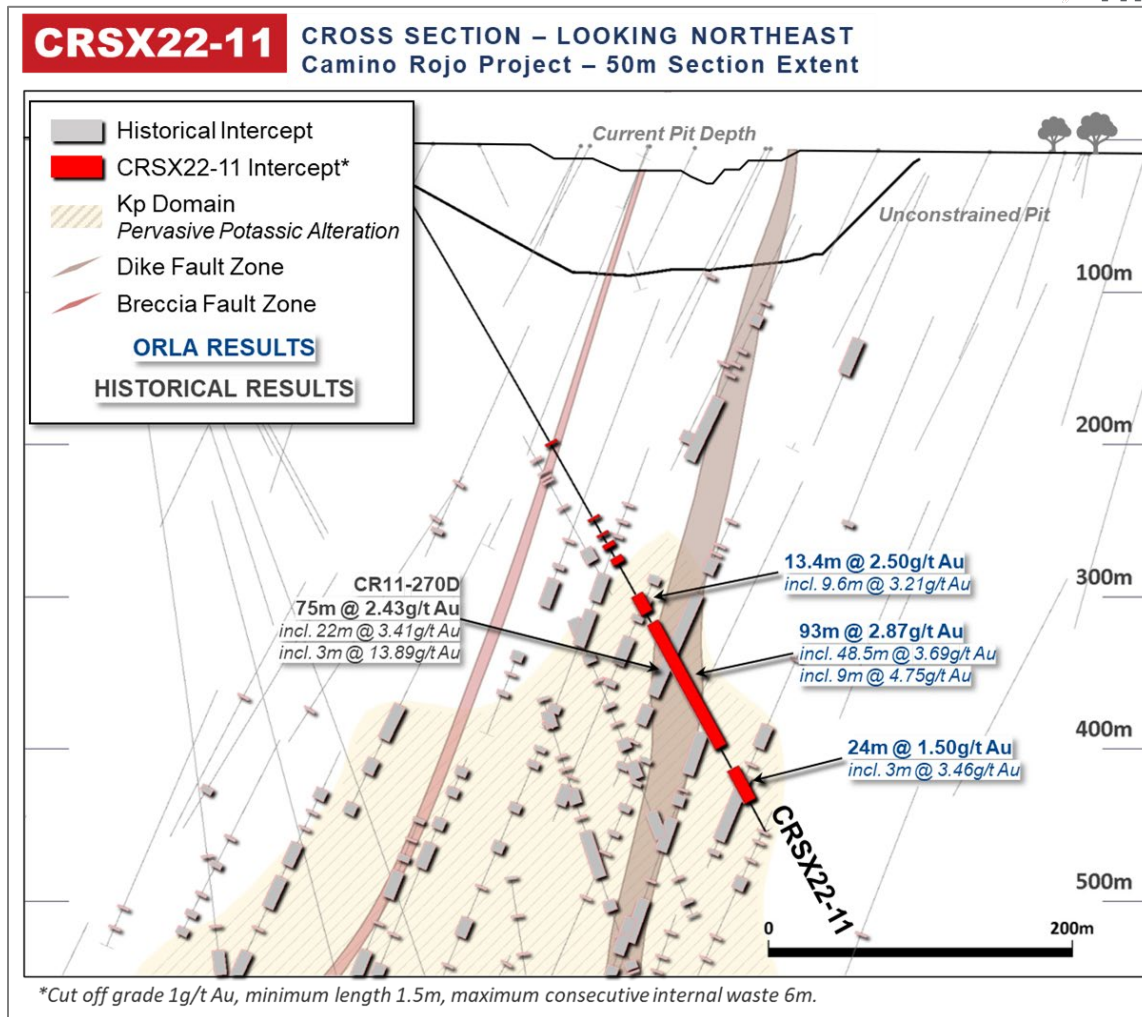 CRSX22-11
CROSS SECTION – LOOKING NORTHEAST
Camino Rojo Project – 50m Section Extent
Historical Intercept
CRSX22-11 Intercept*
Kp Domain
Pervasive Potassic Alteration
Dike Fault Zone
Breccia Fault Zone
ORLA RESULTS
HISTORICAL RESULTS
Current Pit Depth
Unconstrained Pit
100m
200m
300m
400m
500m
CR11-270D
75m @ 2.43g/t Au
incl. 22m @ 3.41g/t Au
incl. 3m @ 13.89g/t Au
13.4m @ 2.50g/t Au
incl. 9.6m @ 3.21g/t Au
93m @ 2.87g/t Au
incl. 48.5m @ 3.69g/t Au
incl. 9m @ 4.75g/t Au
24m @ 1.50g/t Au
incl. 3m @ 3.46g/t Au
CRSX22-11
0 200m
*Cut off grade 1g/t Au, minimum length 1.5m, maximum consecutive internal waste 6m.